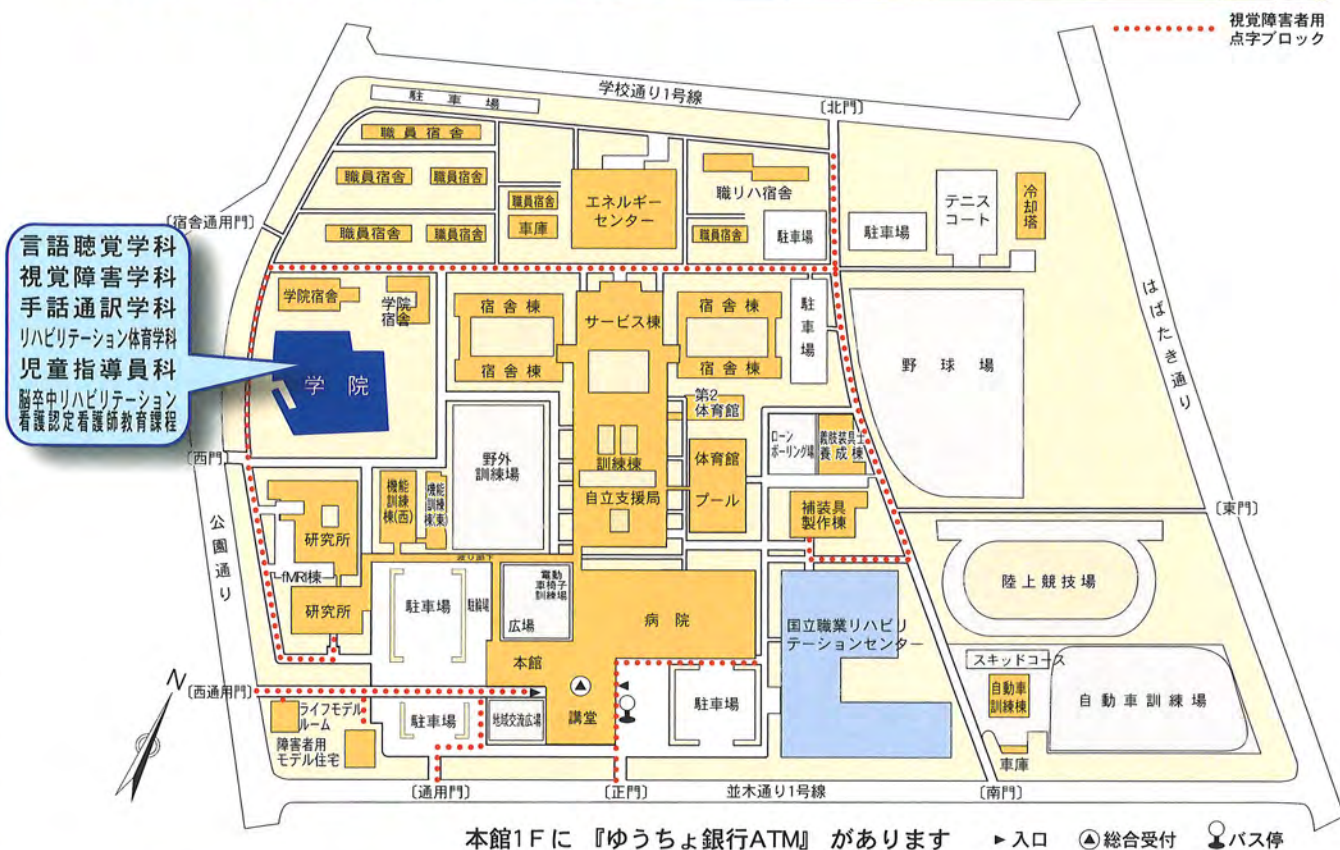 視覚障害者用
点字ブロック
学校通り1号線
〔北門〕
駐車場
職員宿舎
職員宿舎
職員宿舎
職員宿舎
車庫
エネルギー
センター
職リハ宿舎
テニス
コート
冷却塔
〔宿舎通用門〕
職員宿舎
職員宿舎
職員宿舎
駐車場
駐車場
言語聴覚学科
視覚障害学科
手話通訳学科
リハビリテーション体育学科
児童指導員科
脳卒中リハビリテーション
看護認定看護師教育課程
学院宿舎
学院
宿舎
宿舎棟
宿舎棟
サービス棟
宿舎棟
宿舎棟
駐車場
野球場
はばたき通り
学院
第2
体育館
〔西門〕
野外
訓練場
訓練棟
自立支援局
体育館
プール
ローン
ボーリング場
義肢装具士
養成棟
機能
訓練
棟(西)
機能
訓練
棟(東)
補装具
製作棟
〔東門〕
公園通り
研究所
渡り廊下
fMRI棟
研究所
駐車場
駐輪場
電動
車椅子
訓練場
広場
病院
国立職業リハビリ
テーションセンター
陸上競技場
本館
スキッドコース
自動車
訓練棟
自動車訓練場
N
〔西通用門〕
ライフモデル
ルーム
障害者用
モデル住宅
駐車場
地域交流広場
講堂
駐車場
車庫
〔通用門〕
〔正門〕
並木通り1号線
〔南門〕
本館1Fに 『ゆうちょ銀行ATM』 があります
入口
総合受付
バス停